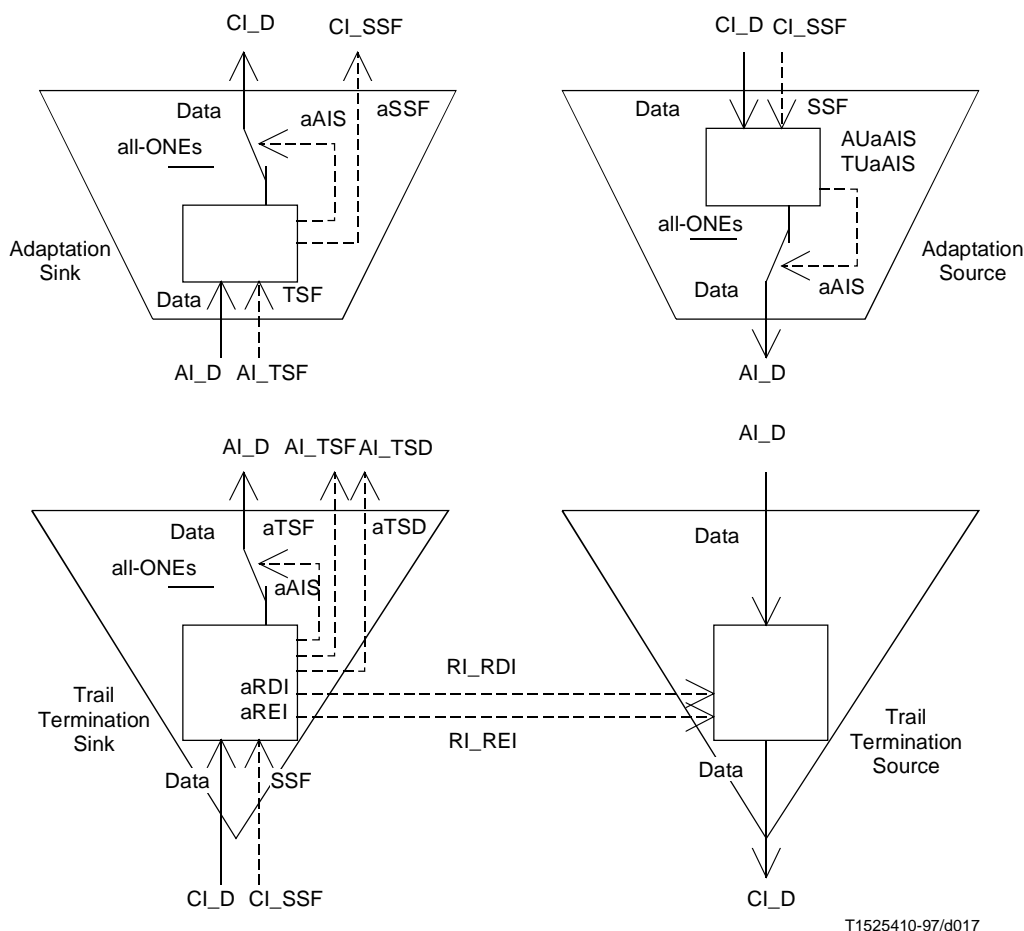 CI_D CI_SSF
Data
aAIS
aSSF
all-ONEs
Adaptation
Sink
Data
TSF
AI_D AI_TSF
CI_D CI_SSF
Data
SSF
AUaAIS
TUaAIS
all-ONEs
Adaptation
Source
Data
aAIS
AI_D
AI_D AI_TSF AI_TSD
Data
aTSF
aTSD
all-ONEs
aAIS
aRDI
aREI
Trail
Termination
Sink
Data
SSF
CI_D CI_SSF
RI_RDI
RI_REI
AI_D
Data
Trail
Termination
Source
Data
CI_D
T1525410-97/d017